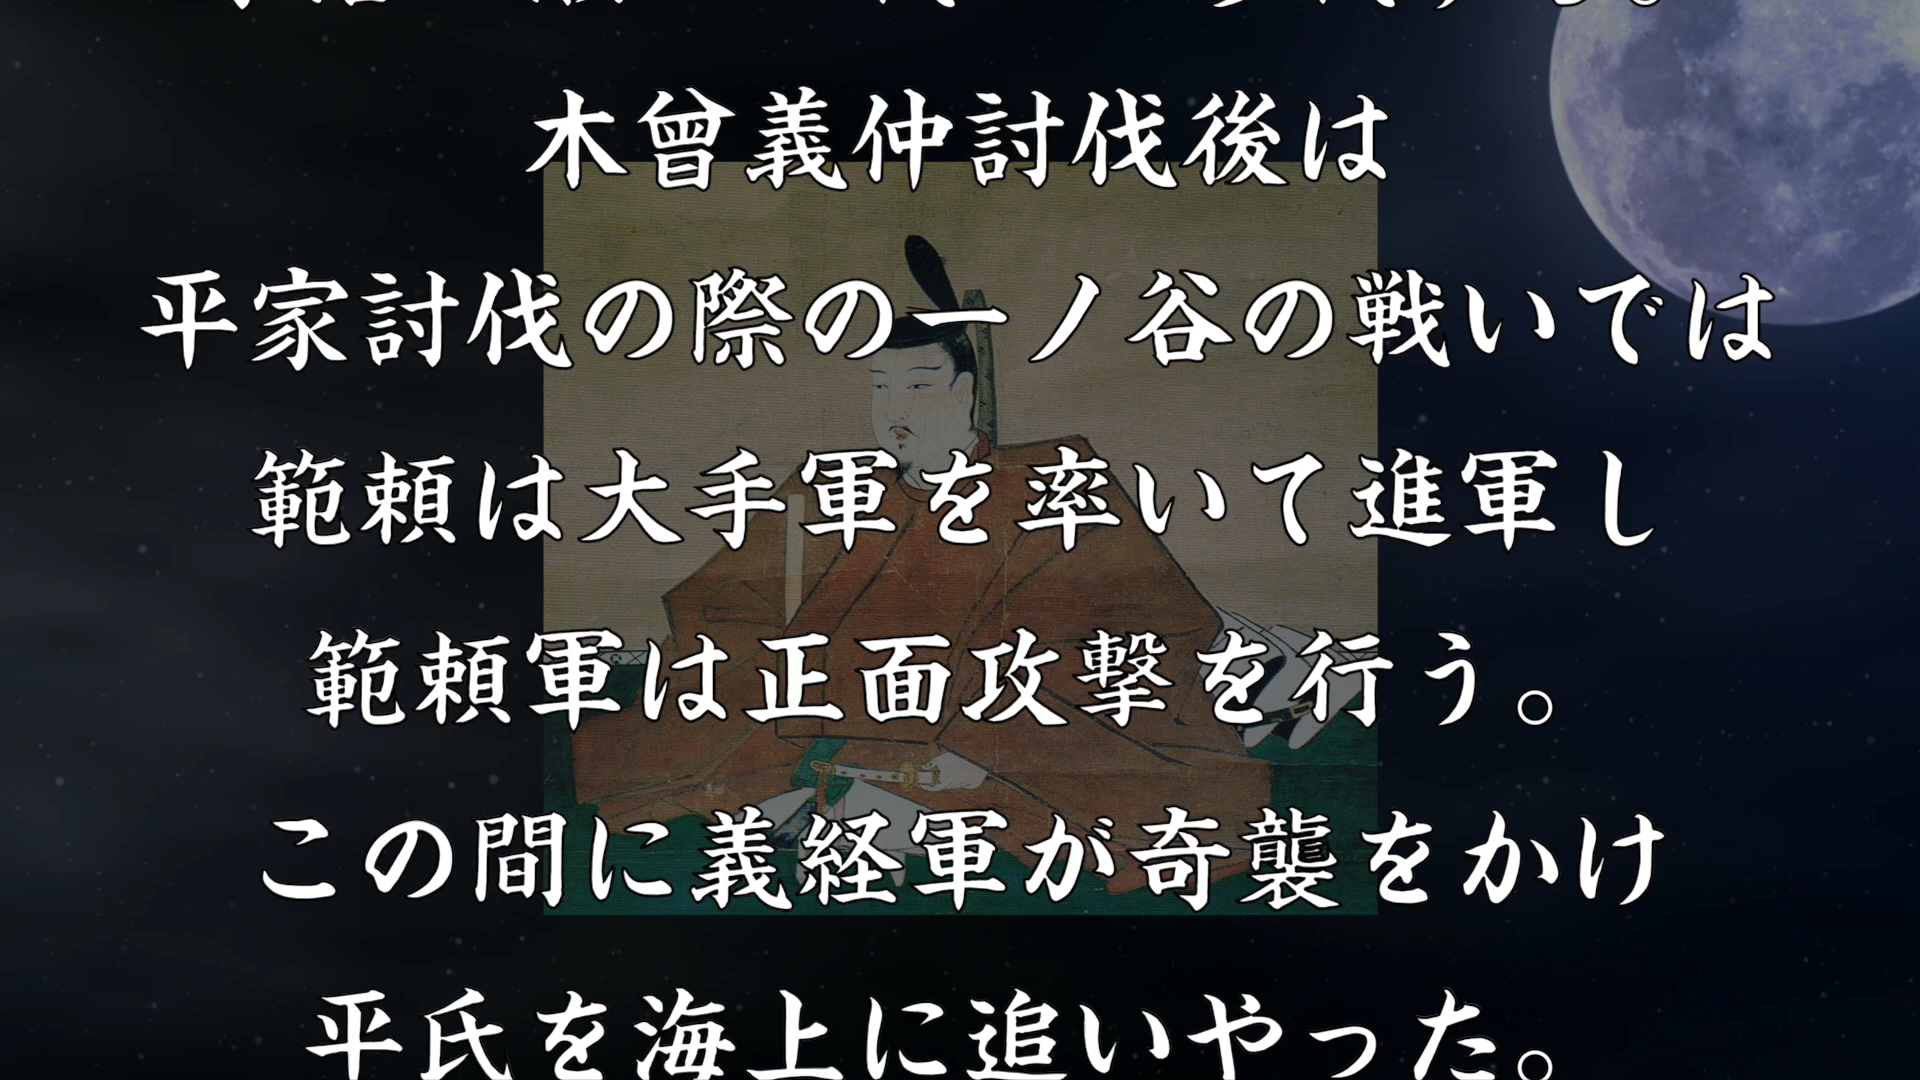 木曾義仲討伐後は
平家討伐の際の一ノ谷の戦いでは
範頼は大手軍を率いて進軍し
範頼軍は正面攻撃を行う。
この間に義経軍が奇襲をかけ
平氏を海上に追いやった。